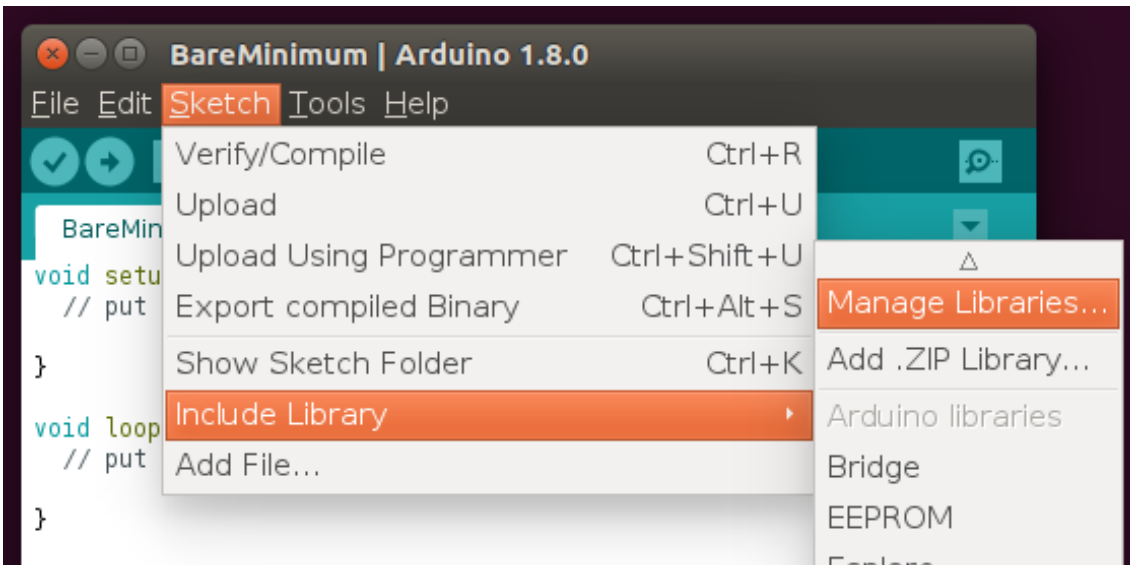 BareMinimum | Arduino 1.8.0
File Edit Sketch Tools Help
Verify/Compile Ctrl+R
Upload Ctrl+U
Upload Using Programmer Ctrl+Shift+U
Export compiled Binary Ctrl+Alt+S
Show Sketch Folder Ctrl+K
Include Library
Add File...
Manage Libraries...
Add .ZIP Library...
Arduino libraries
Bridge
EEPROM
BareMin
void setu
// put
}
void loop
// put
}